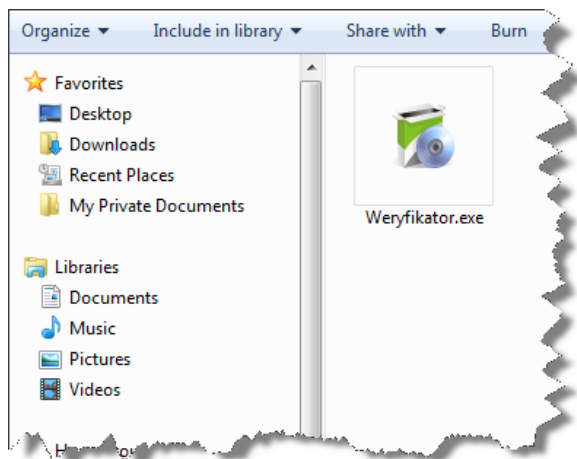 Organize Include in library Share with Burn
Favorites
Desktop
Downloads
Recent Places
My Private Documents
Libraries
Documents
Music
Pictures
Videos
Weryfikator.exe